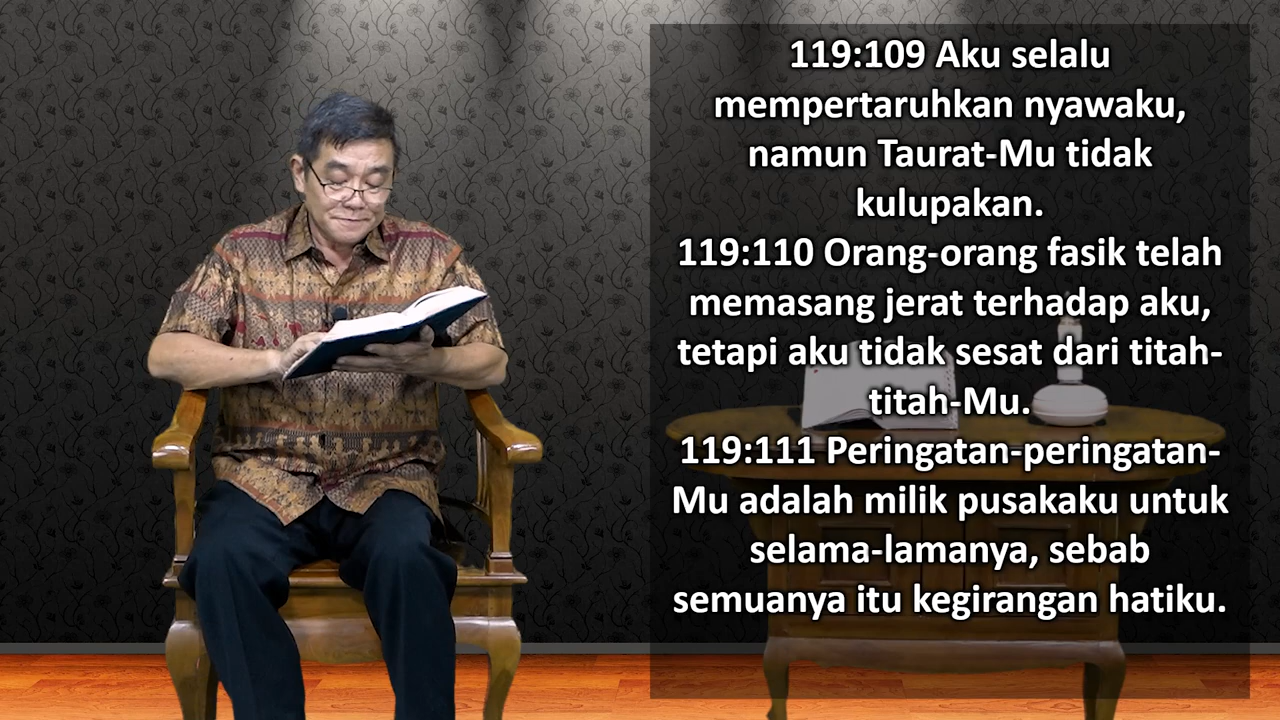 119:109 Aku selalu
mempertaruhkan nyawaku,
namun Taurat-Mu tidak
kulupakan.
119:110 Orang-orang fasik telah
memasang jerat terhadap aku,
tetapi aku tidak sesat dari titah-
titah-Mu.
119:111 Peringatan-peringatan-
Mu adalah milik pusakaku untuk
selama-lamanya, sebab
semuanya itu kegirangan hatiku.